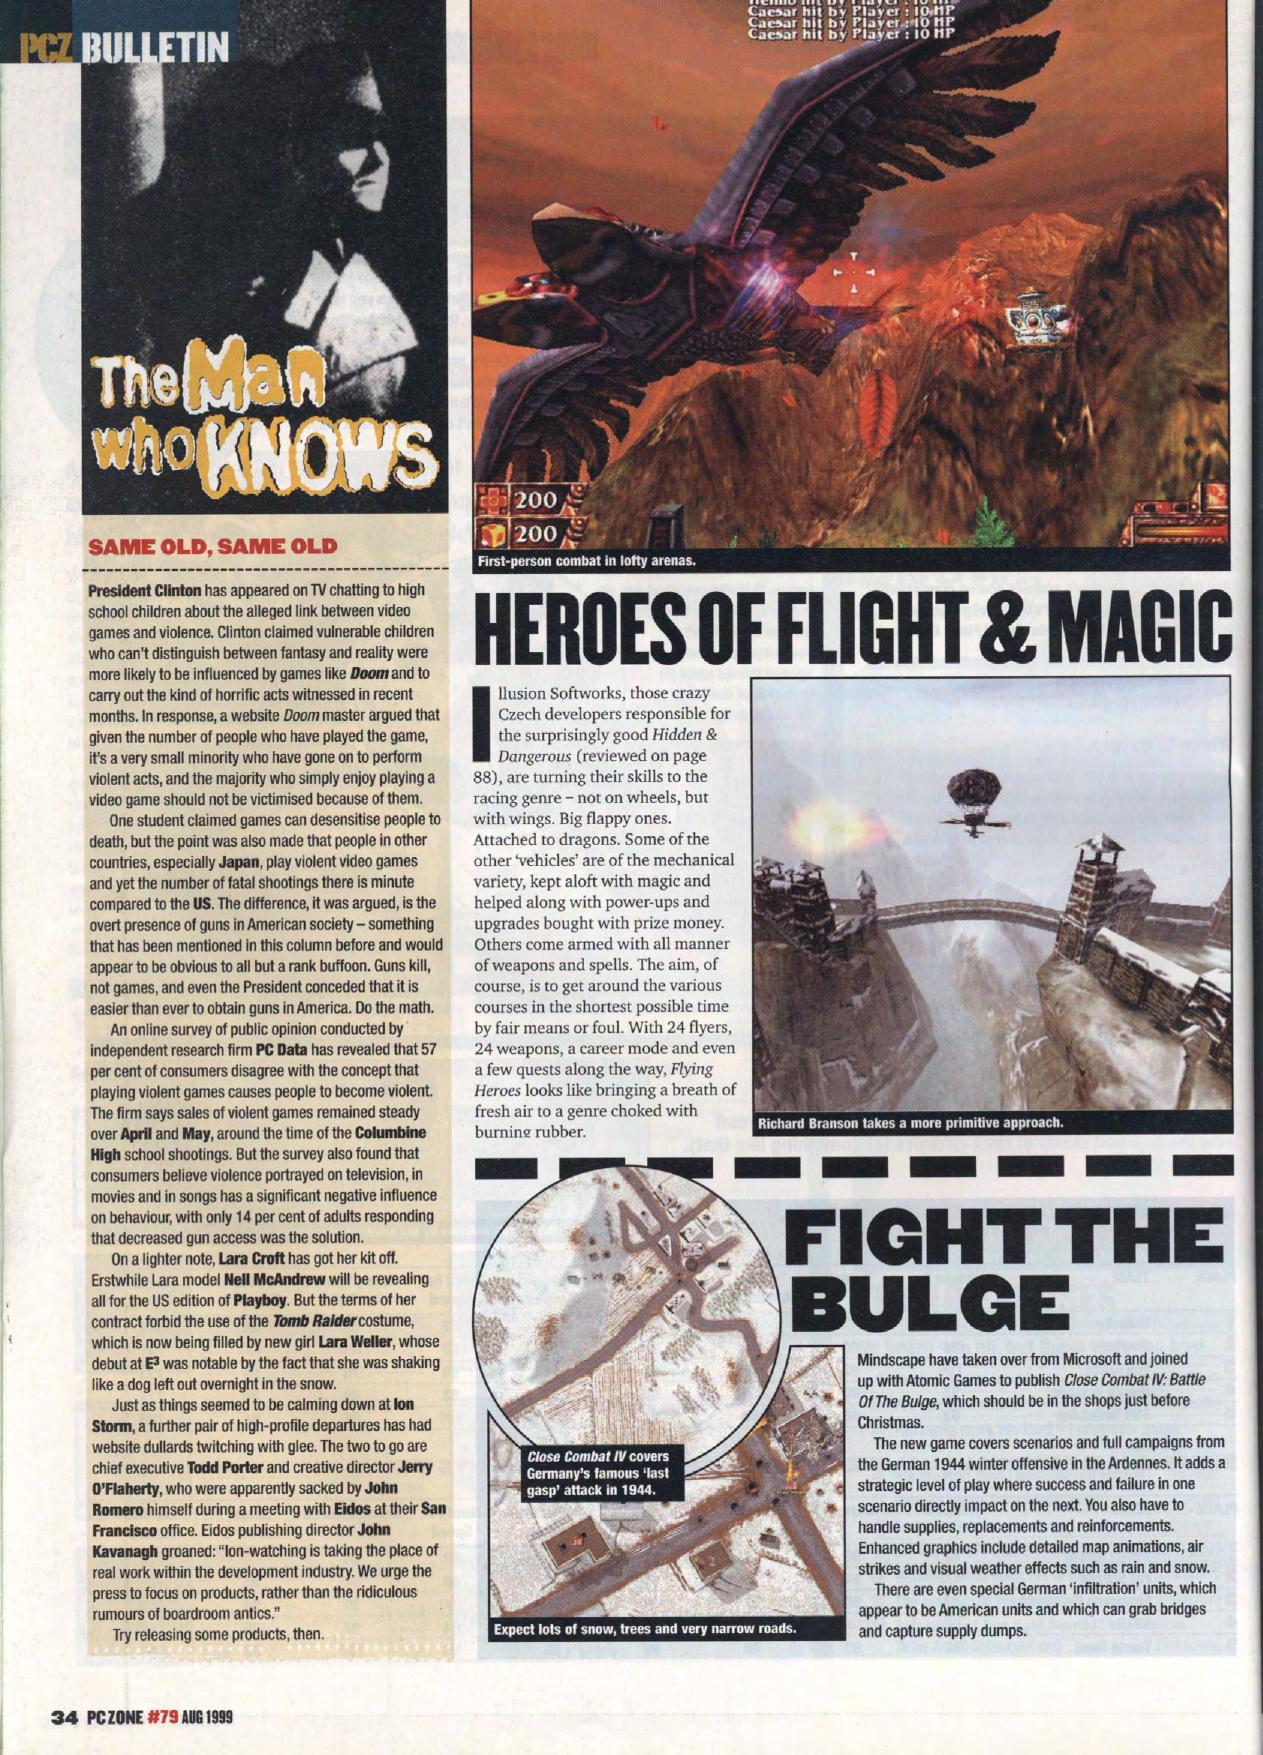 PCZ BULLETIN
The Man
who KNOWS
SAME OLD, SAME OLD
President Clinton has appeared on TV chatting to high
school children about the alleged link between video
games and violence. Clinton claimed vulnerable children
who can't distinguish between fantasy and reality were
more likely to be influenced by games like Doom and to
carry out the kind of horrific acts witnessed in recent
months. In response, a website Doom master argued that
given the number of people who have played the game,
it's a very small minority who have gone on to perform
violent acts, and the majority who simply enjoy playing a
video game should not be victimised because of them.
One student claimed games can desensitise people to
death, but the point was also made that people in other
countries, especially Japan, play violent video games
and yet the number of fatal shootings there is minute
compared to the US. The difference, it was argued, is the
overt presence of guns in American society – something
that has been mentioned in this column before and would
appear to be obvious to all but a rank buffoon. Guns kill,
not games, and even the President conceded that it is
easier than ever to obtain guns in America. Do the math.
An online survey of public opinion conducted by
independent research firm PC Data has revealed that 57
per cent of consumers disagree with the concept that
playing violent games causes people to become violent.
The firm says sales of violent games remained steady
over April and May, around the time of the Columbine
High school shootings. But the survey also found that
consumers believe violence portrayed on television, in
movies and in songs has a significant negative influence
on behaviour, with only 14 per cent of adults responding
that decreased gun access was the solution.
On a lighter note, Lara Croft has got her kit off.
Erstwhile Lara model Nell McAndrew will be revealing
all for the US edition of Playboy. But the terms of her
contract forbid the use of the Tomb Raider costume,
which is now being filled by new girl Lara Weller, whose
debut at E³ was notable by the fact that she was shaking
like a dog left out overnight in the snow.
Just as things seemed to be calming down at Ion
Storm, a further pair of high-profile departures has had
website dullards twitching with glee. The two to go are
chief executive Todd Porter and creative director Jerry
O'Flaherty, who were apparently sacked by John
Romero himself during a meeting with Eidos at their San
Francisco office. Eidos publishing director John
Kavanagh groaned: "Ion-watching is taking the place of
real work within the development industry. We urge the
press to focus on products, rather than the ridiculous
rumours of boardroom antics."
Try releasing some products, then.
Caesar hit by Player : 10 HP
Caesar hit by Player : 10 HP
Caesar hit by Player : 10 HP
200
200
First-person combat in lofty arenas.
HEROES OF FLIGHT & MAGIC
Illusion Softworks, those crazy
Czech developers responsible for
the surprisingly good Hidden &
Dangerous (reviewed on page
88), are turning their skills to the
racing genre – not on wheels, but
with wings. Big flappy ones.
Attached to dragons. Some of the
other 'vehicles' are of the mechanical
variety, kept aloft with magic and
helped along with power-ups and
upgrades bought with prize money.
Others come armed with all manner
of weapons and spells. The aim, of
course, is to get around the various
courses in the shortest possible time
by fair means or foul. With 24 flyers,
24 weapons, a career mode and even
a few quests along the way, Flying
Heroes looks like bringing a breath of
fresh air to a genre choked with
burning rubber.
Richard Branson takes a more primitive approach.
FIGHT THE
BULGE
Close Combat IV covers
Germany's famous 'last
gasp' attack in 1944.
Expect lots of snow, trees and very narrow roads.
Mindscape have taken over from Microsoft and joined
up with Atomic Games to publish Close Combat IV: Battle
Of The Bulge, which should be in the shops just before
Christmas.
The new game covers scenarios and full campaigns from
the German 1944 winter offensive in the Ardennes. It adds a
strategic level of play where success and failure in one
scenario directly impact on the next. You also have to
handle supplies, replacements and reinforcements.
Enhanced graphics include detailed map animations, air
strikes and visual weather effects such as rain and snow.
There are even special German 'infiltration' units, which
appear to be American units and which can grab bridges
and capture supply dumps.
34 PC ZONE #79 AUG 1999